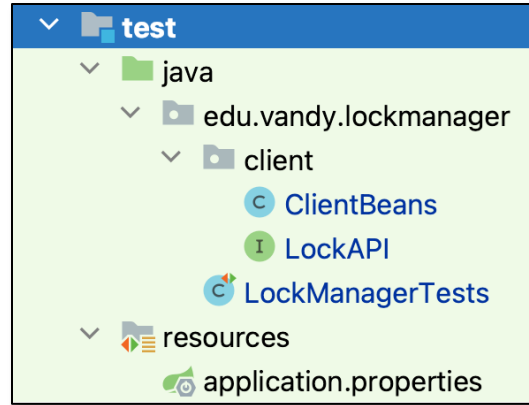 test
java
edu.vandy.lockmanager
client
C ClientBeans
I LockAPI
C LockManagerTests
resources
application.properties